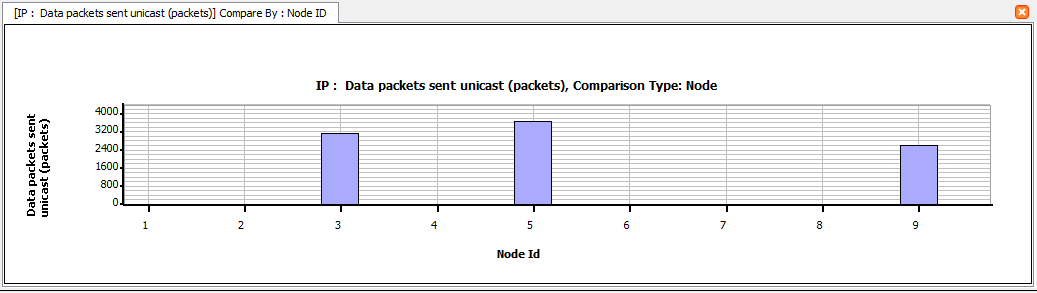 [IP :  Data packets sent unicast (packets)] Compare By : Node ID
IP :  Data packets sent unicast (packets), Comparison Type: Node
Data packets sent
unicast (packets)
4000
3200
2400
1600
800
0
1 2 3 4 5 6 7 8 9
Node Id